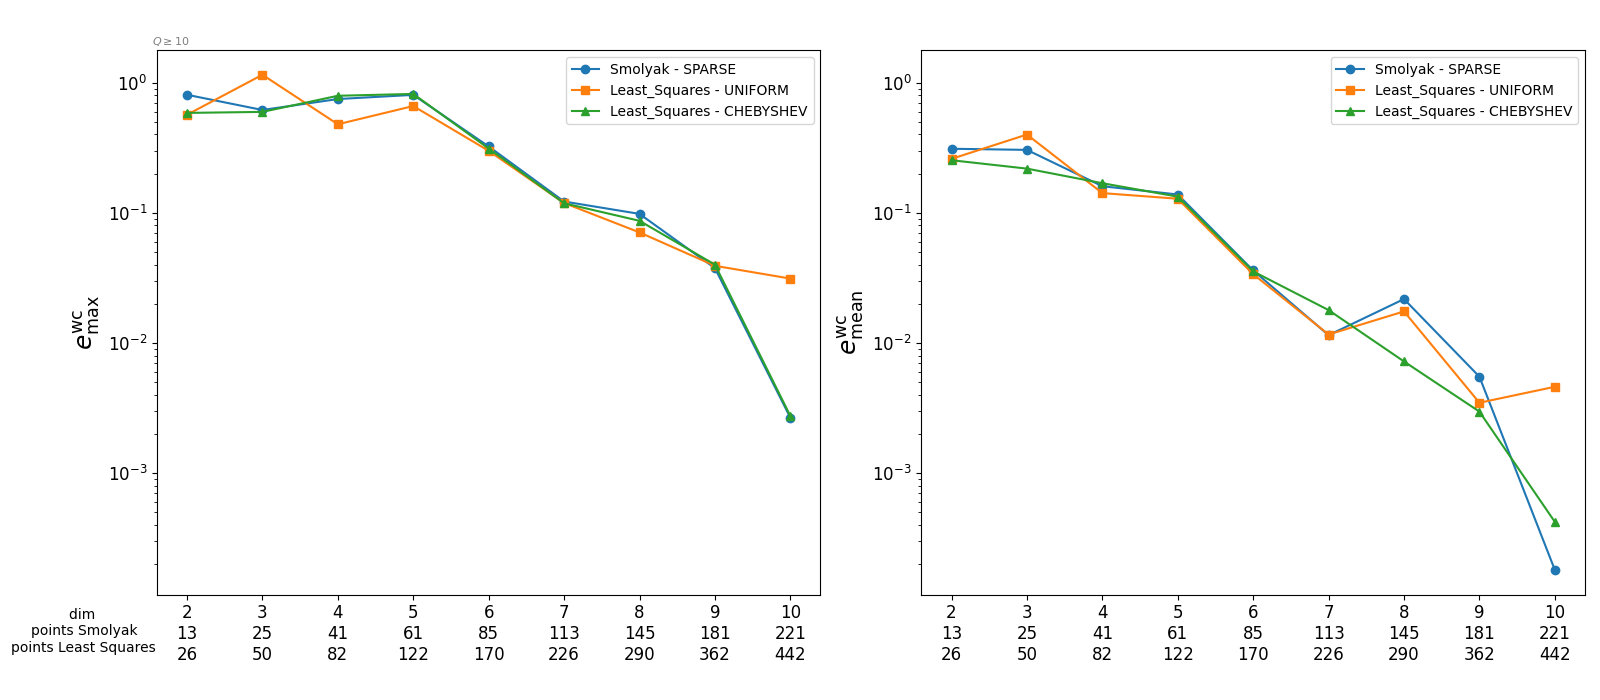 Q ≥ 10
Smolyak - SPARSE
Least_Squares - UNIFORM
Least_Squares - CHEBYSHEV
10^0
10^-1
10^-2
10^-3
e^wc_max
dim 2 3 4 5 6 7 8 9 10
points Smolyak 13 25 41 61 85 113 145 181 221
points Least Squares 26 50 82 122 170 226 290 362 442
Smolyak - SPARSE
Least_Squares - UNIFORM
Least_Squares - CHEBYSHEV
10^0
10^-1
10^-2
10^-3
e^wc_mean
2 3 4 5 6 7 8 9 10
13 25 41 61 85 113 145 181 221
26 50 82 122 170 226 290 362 442